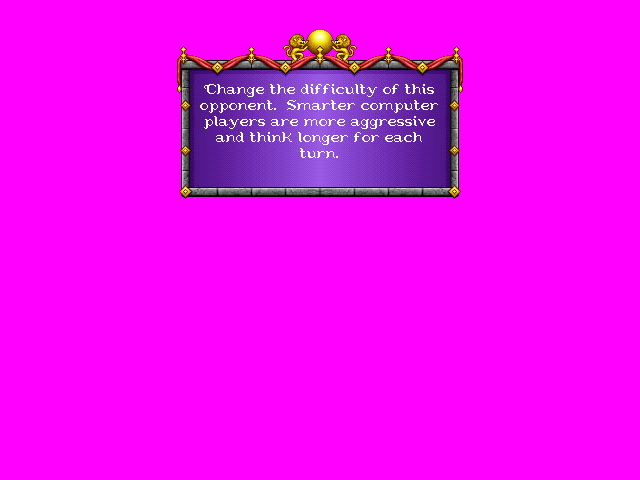 Change the difficulty of this
opponent.  Smarter computer
players are more aggressive
and think longer for each
turn.